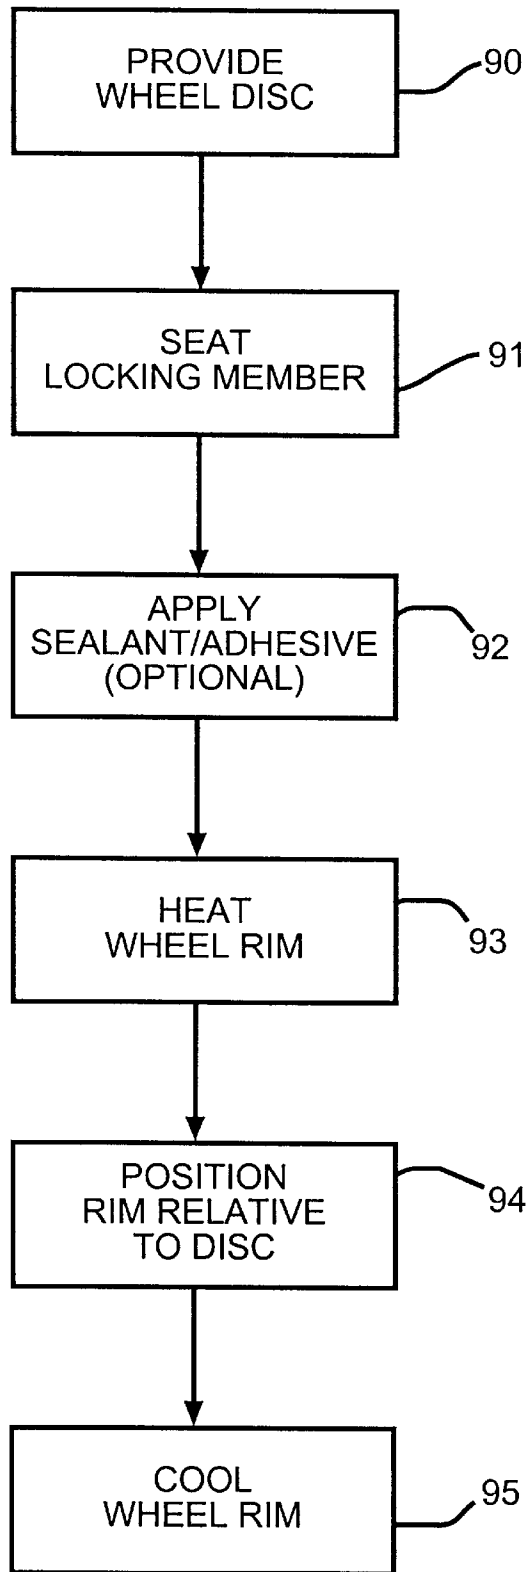 PROVIDE
WHEEL DISC
90
SEAT
LOCKING MEMBER
91
APPLY
SEALANT/ADHESIVE
(OPTIONAL)
92
HEAT
WHEEL RIM
93
POSITION
RIM RELATIVE
TO DISC
94
COOL
WHEEL RIM
95